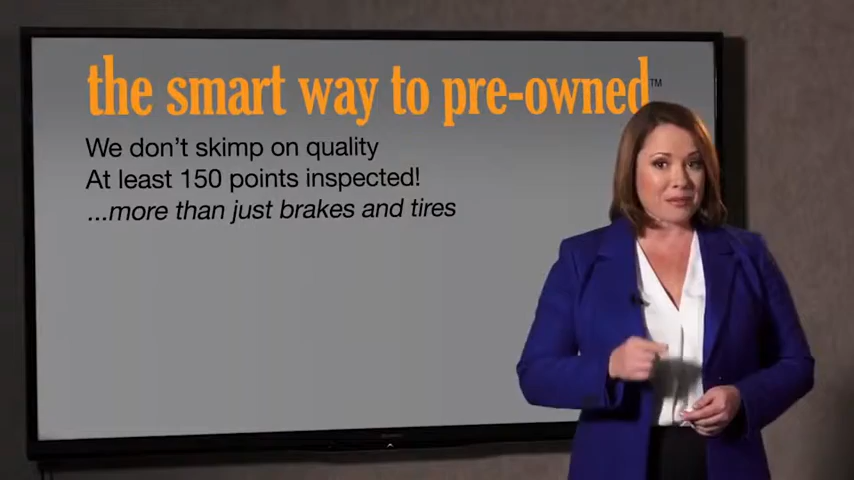 the smart way to pre-owned™
We don't skimp on quality
At least 150 points inspected!
...more than just brakes and tires